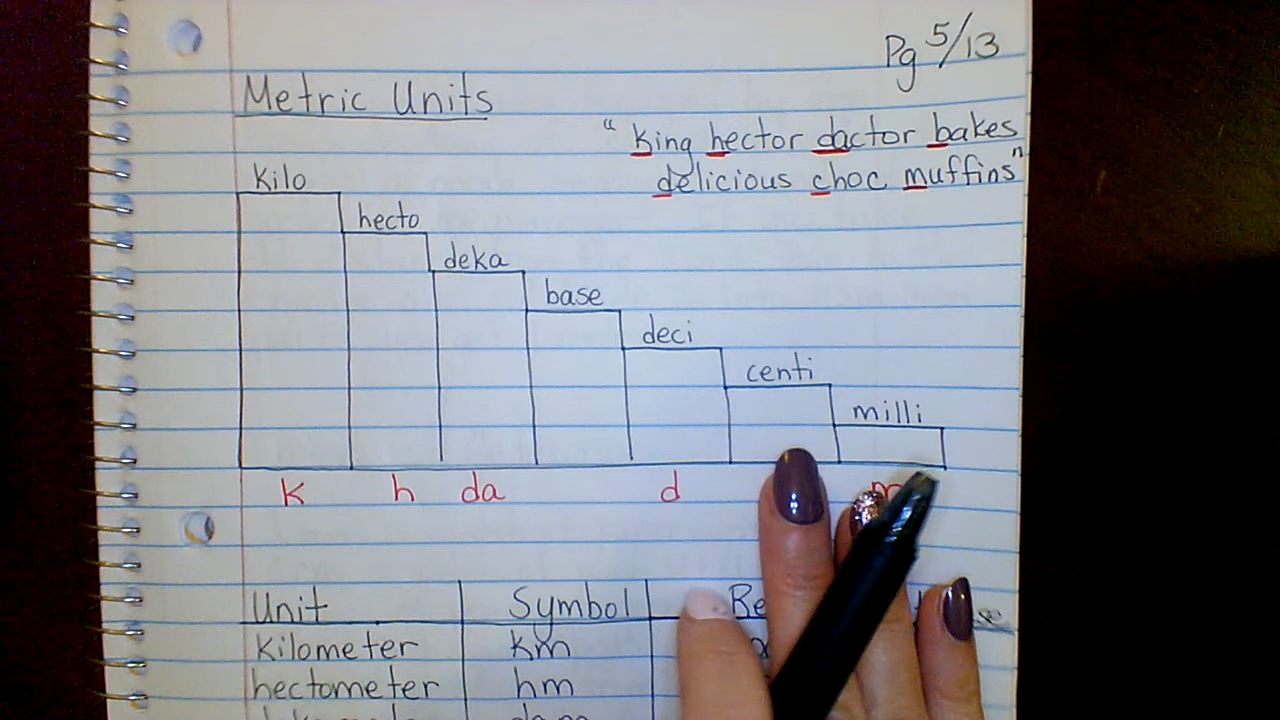 Pg 5/13
Metric Units
"King hector dactor bakes
delicious choc muffins"
Kilo
hecto
deka
base
deci
centi
milli
K h da d
Unit Symbol
Kilometer km
hectometer hm